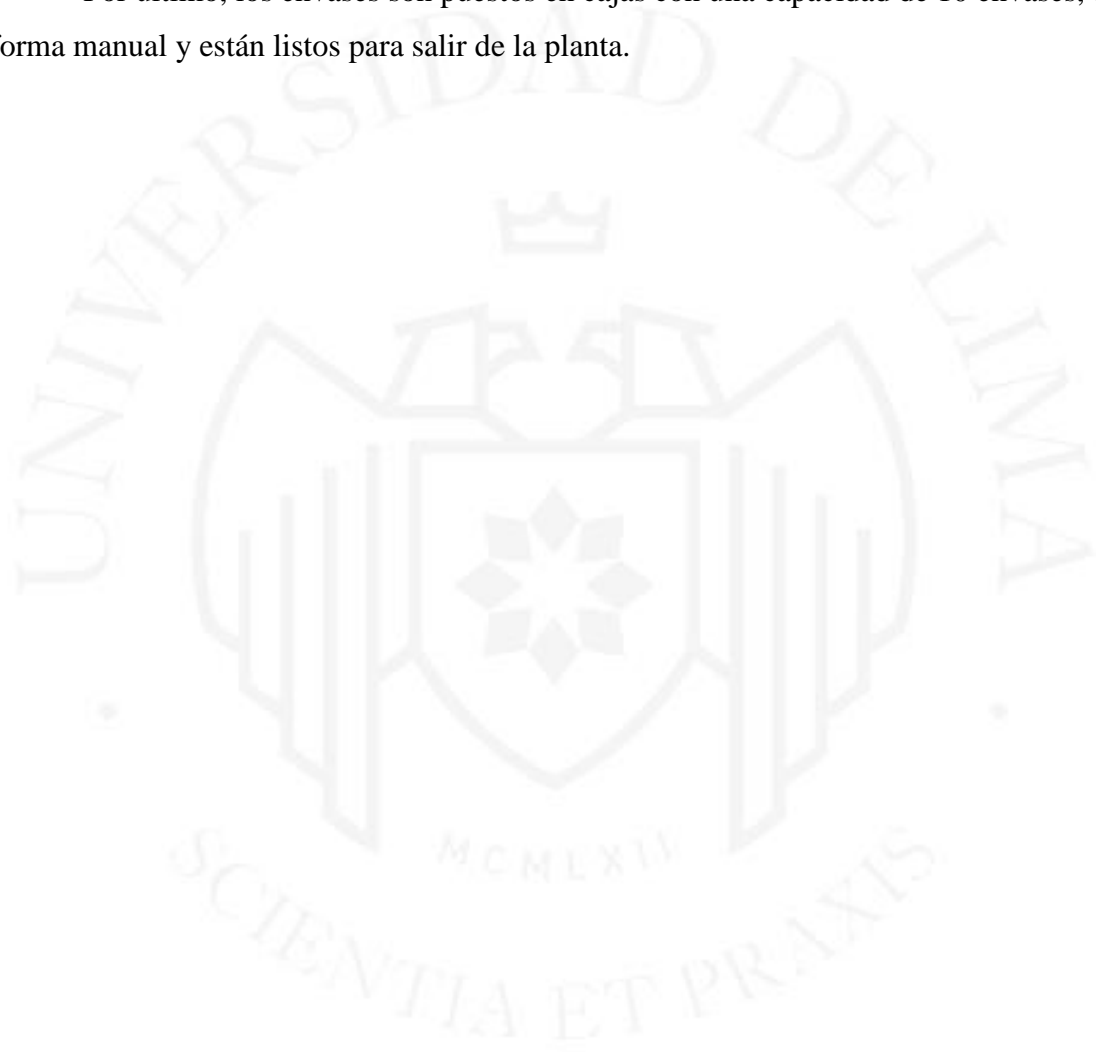 Por último, los envases son puestos en cajas con una capacidad de envases,
forma manual y están listos para salir de la planta.
UNIVERSIDAD DE LIMA
MCMLXII
SCIENTIA ET PRAXIS